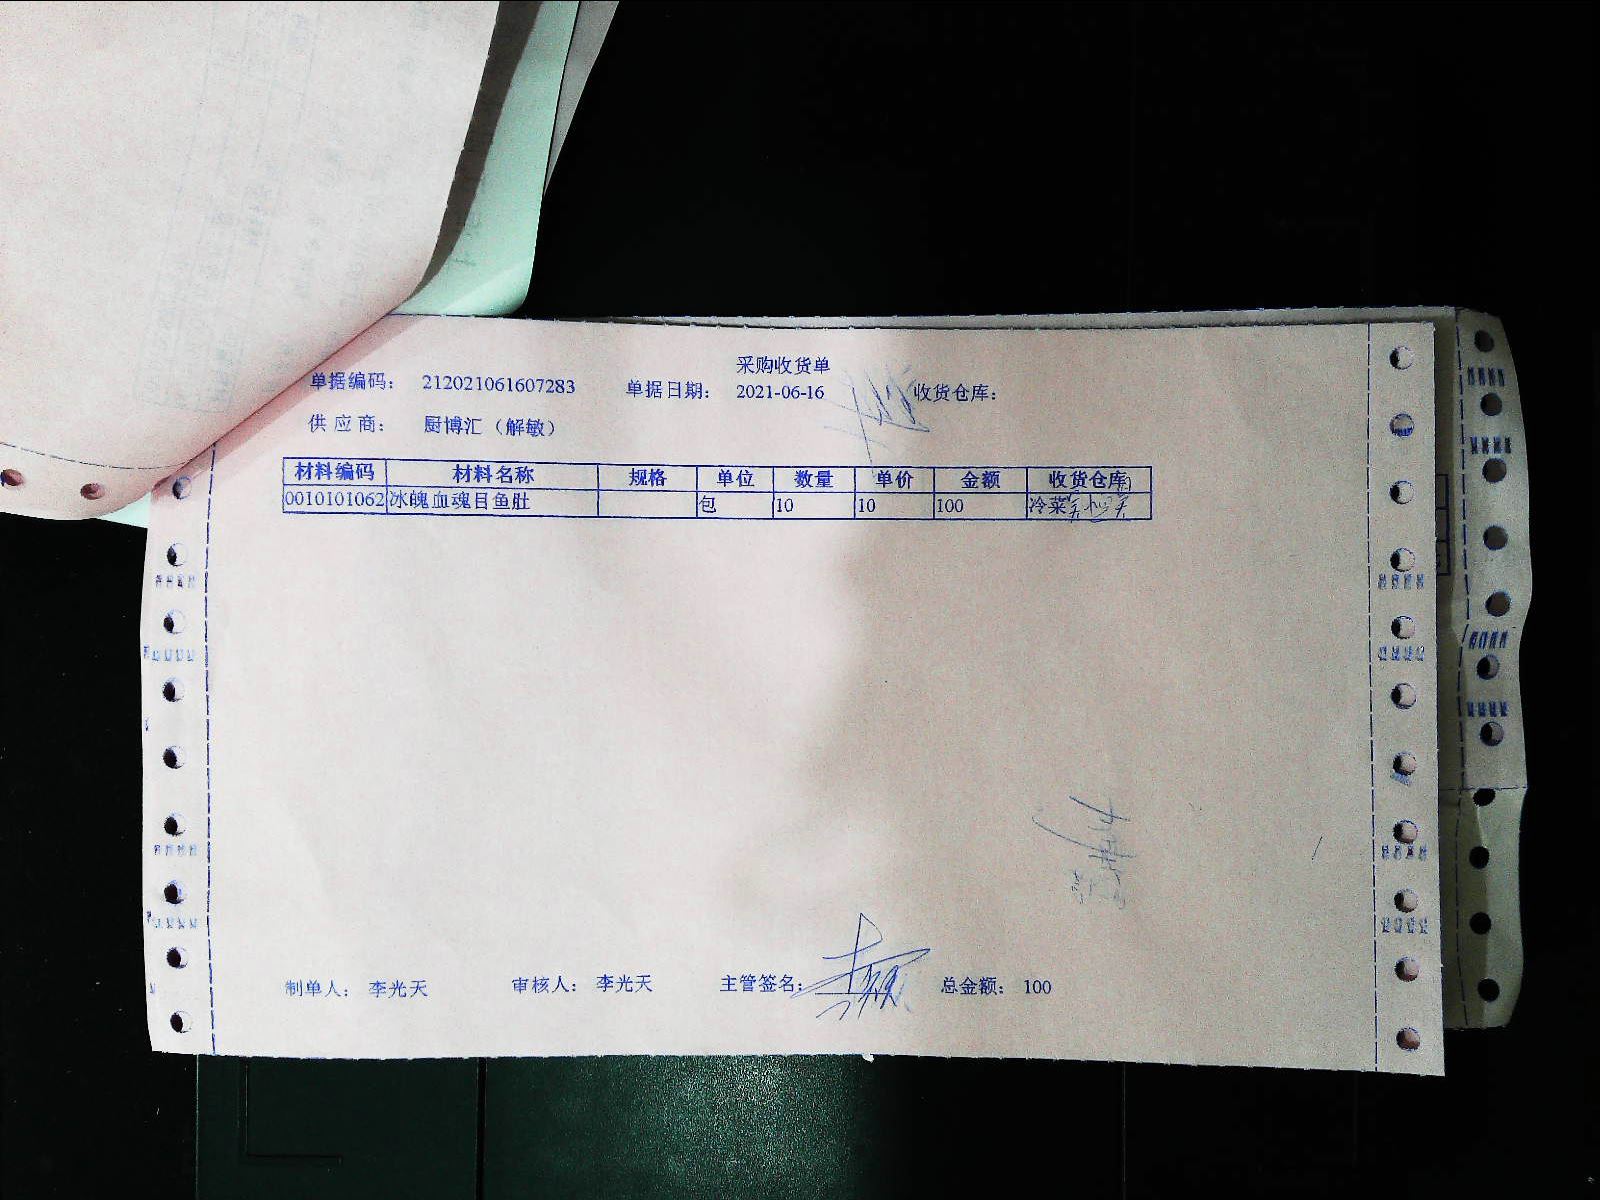 采购收货单
单据编码： 212021061607283 单据日期： 2021-06-16 收货仓库：
供应商： 厨博汇（解敏）
材料编码 材料名称 规格 单位 数量 单价 金额 收货仓库
0010101062 冰魄血魂目鱼肚 包 10 10 100 冷菜
制单人： 李光天 审核人： 李光天 主管签名： 总金额： 100